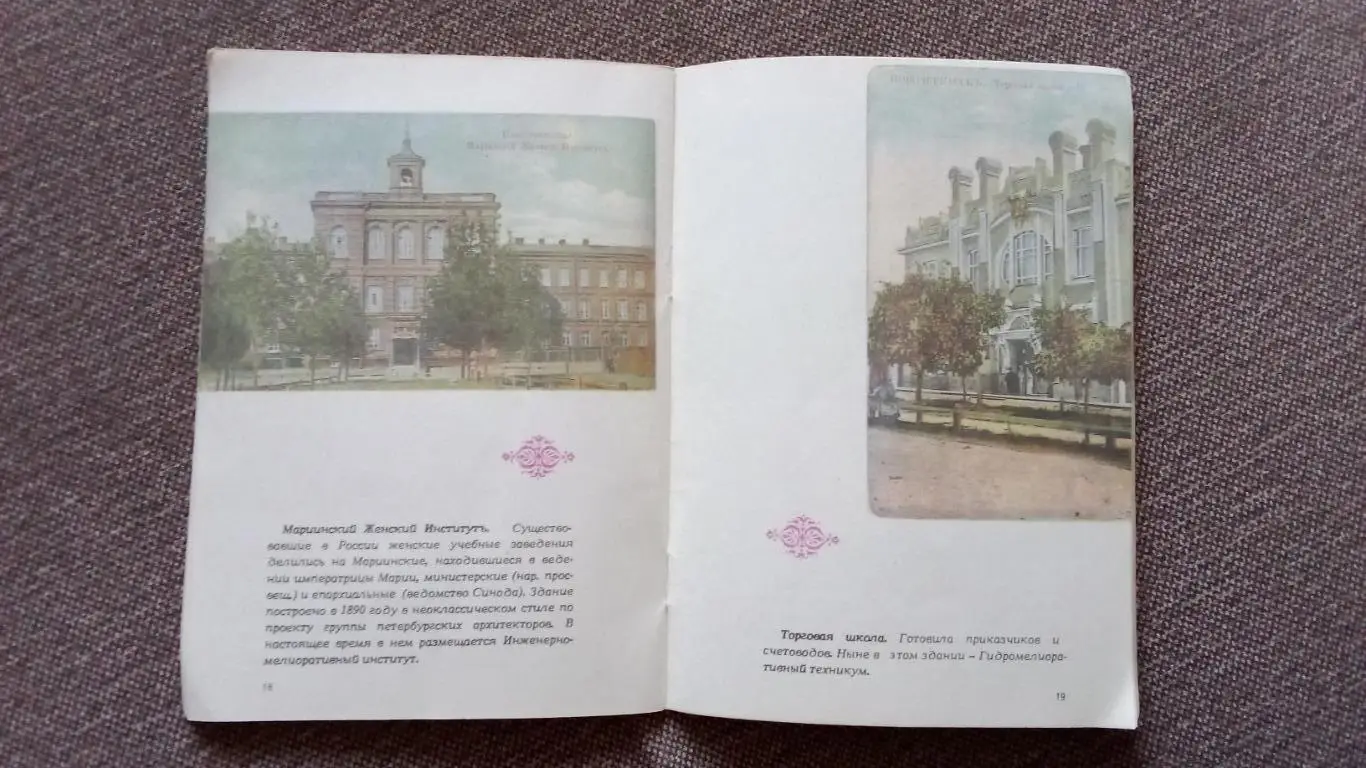 Мариинский Женский Институтъ. Существо-
вавшие в России женские учебные заведения
делились на Мариинские, находившиеся в веде-
нии императрицы Марии, министерские (нар. прос-
вещ.) и епархиальные (ведомство Синода). Здание
построено в 1890 году в неоклассическом стиле по
проекту группы петербургских архитекторов. В
настоящее время в нем размещается Инженерно-
мелиоративный институт.
18
Торговая школа. Готовила приказчиков и
счетоводов. Ныне в этом здании – Гидромелиора-
тивный техникум.
19